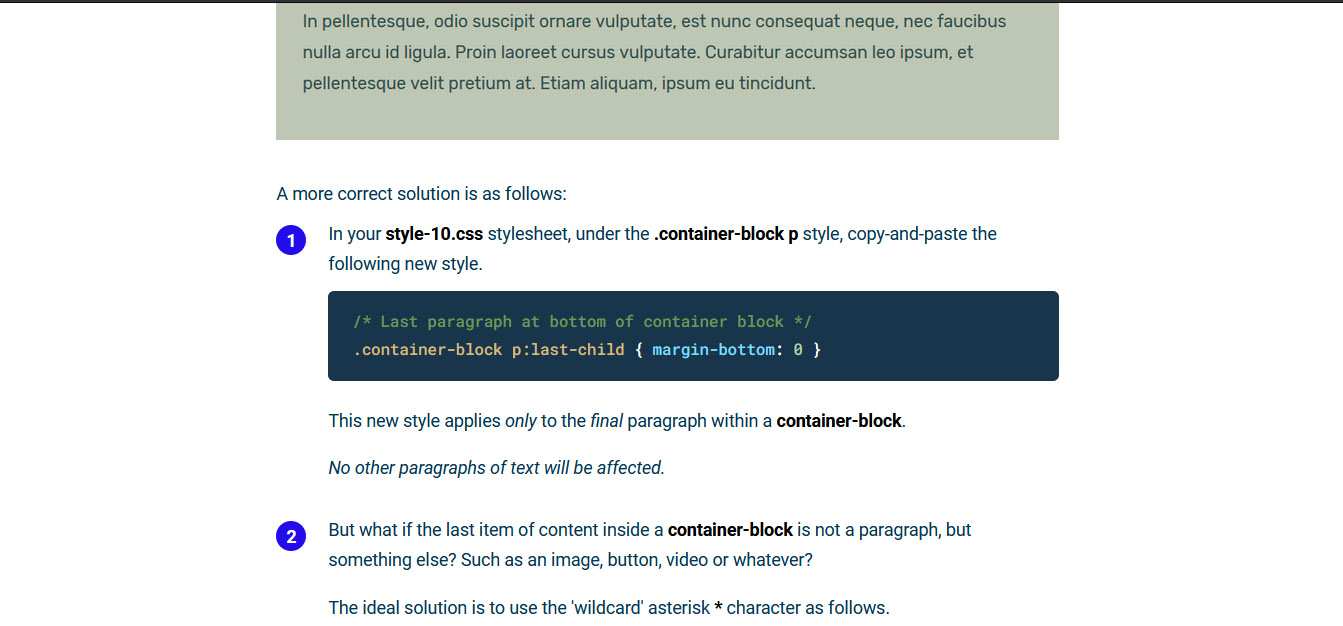 In pellentesque, odio suscipit ornare vulputate, est nunc consequat neque, nec faucibus
nulla arcu id ligula. Proin laoreet cursus vulputate. Curabitur accumsan leo ipsum, et
pellentesque velit pretium at. Etiam aliquam, ipsum eu tincidunt.
A more correct solution is as follows:
1
In your style-10.css stylesheet, under the .container-block p style, copy-and-paste the
following new style.
/* Last paragraph at bottom of container block */
.container-block p:last-child { margin-bottom: 0 }
This new style applies only to the final paragraph within a container-block.
No other paragraphs of text will be affected.
2
But what if the last item of content inside a container-block is not a paragraph, but
something else? Such as an image, button, video or whatever?
The ideal solution is to use the 'wildcard' asterisk * character as follows.